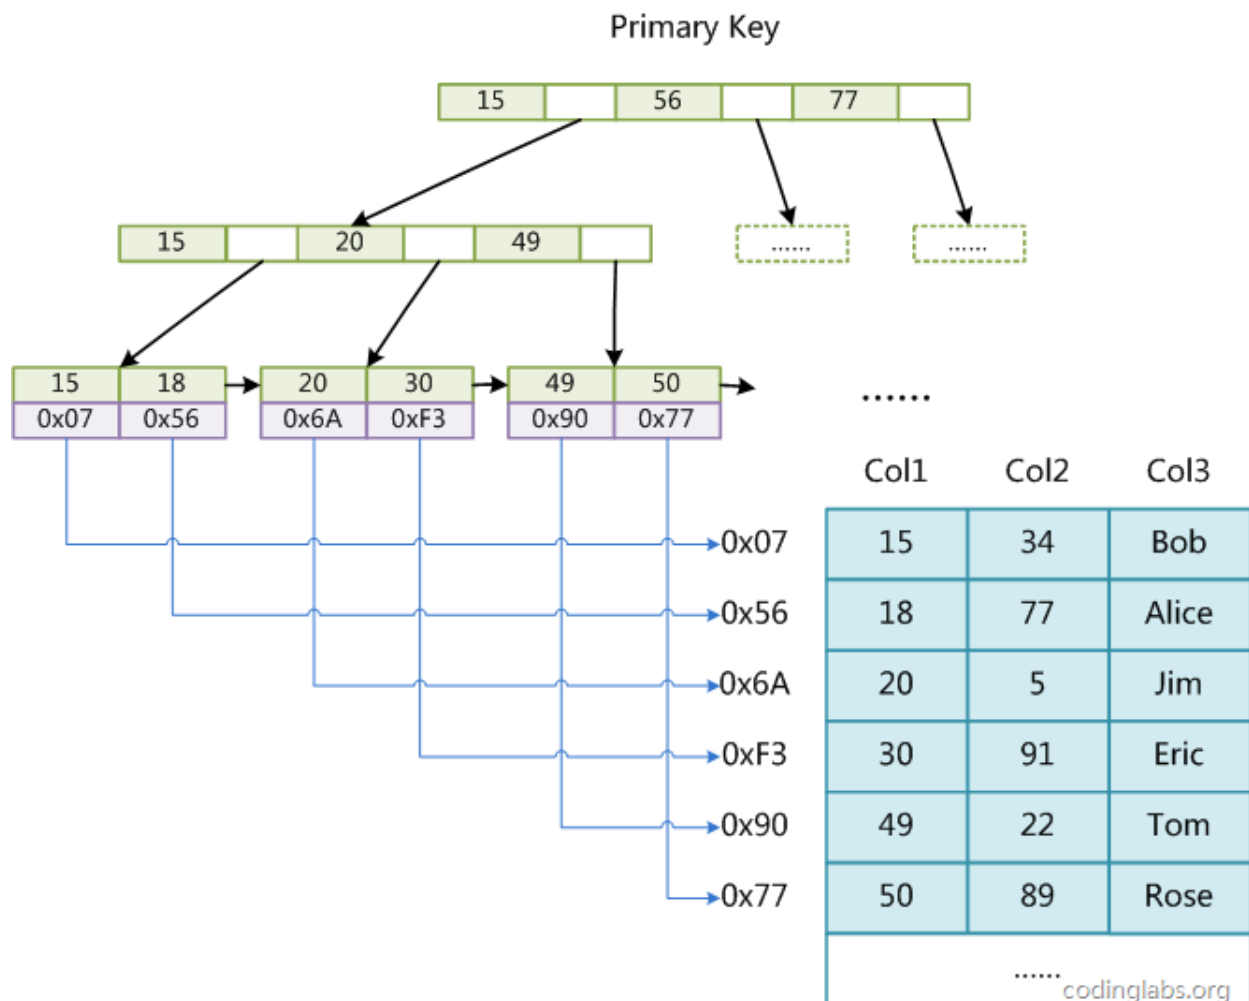 Primary Key
15 56 77
15 20 49 ...... ......
15 18 20 30 49 50
0x07 0x56 0x6A 0xF3 0x90 0x77
......
Col1 Col2 Col3
0x07 15 34 Bob
0x56 18 77 Alice
0x6A 20 5 Jim
0xF3 30 91 Eric
0x90 49 22 Tom
0x77 50 89 Rose
......
codinglabs.org